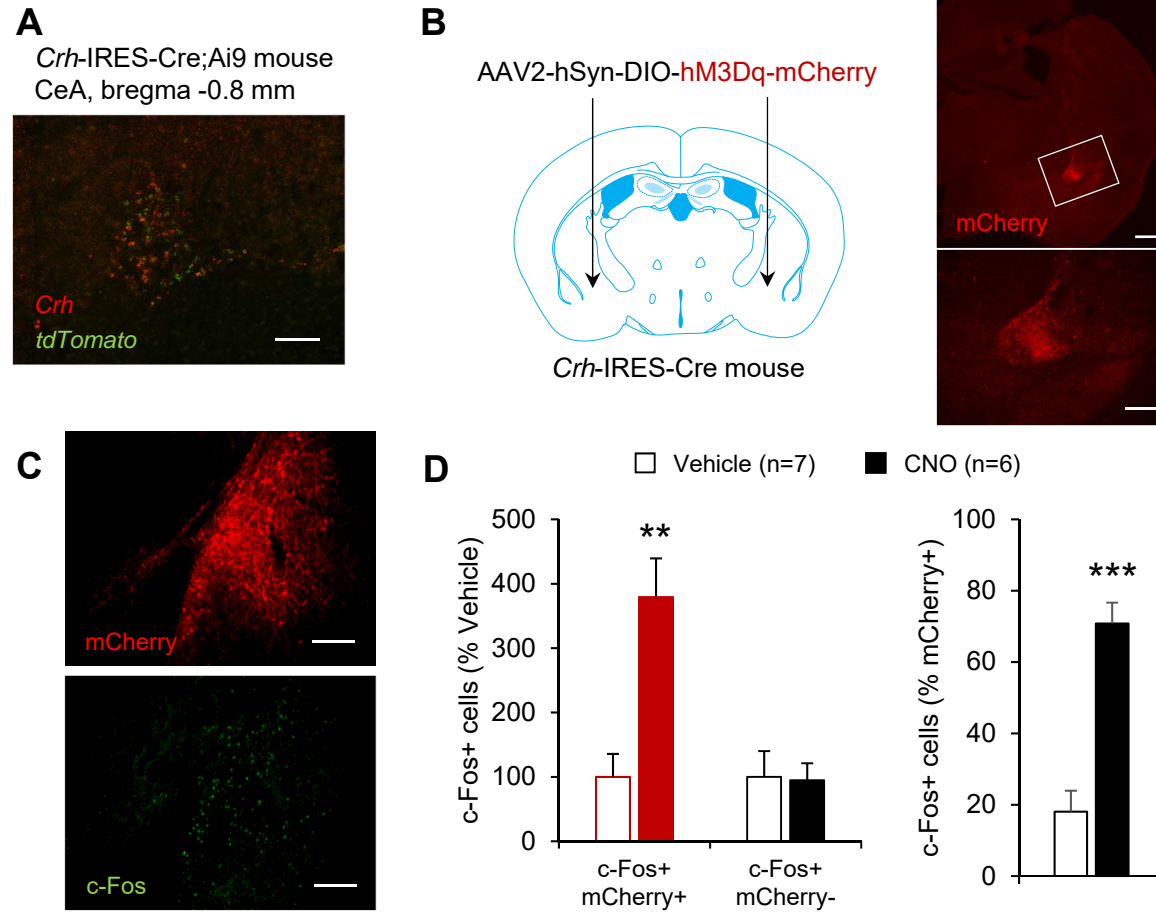 A
Crh-IRES-Cre;Ai9 mouse
CeA, bregma -0.8 mm
Crh
tdTomato
B
AAV2-hSyn-DIO-hM3Dq-mCherry
Crh-IRES-Cre mouse
mCherry
C
mCherry
c-Fos
D
Vehicle (n=7)
CNO (n=6)
c-Fos+ cells (% Vehicle)
500
400
300
200
100
0
**
c-Fos+
mCherry+
c-Fos+
mCherry-
c-Fos+ cells (% mCherry+)
100
80
60
40
20
0
***